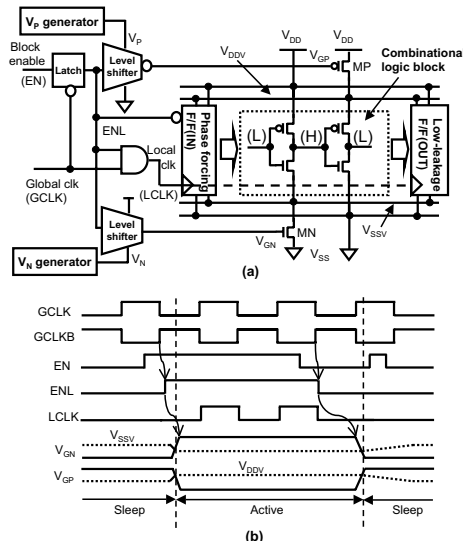 VP generator
VP
Level shifter
Block enable (EN)
Latch
ENL
Local clk
(LCLK)
Global clk (GCLK)
Level shifter
VN generator
VN
VDD
VDD
VDDV
VGP
MP
Combinational logic block
Phase forcing F/F(IN)
(L)
(H)
(L)
Low-leakage F/F(OUT)
VGN
MN
VSS
VSSV
(a)
GCLK
GCLKB
EN
ENL
LCLK
VSSV
VGN
VGP
VDDV
Sleep
Active
Sleep
(b)